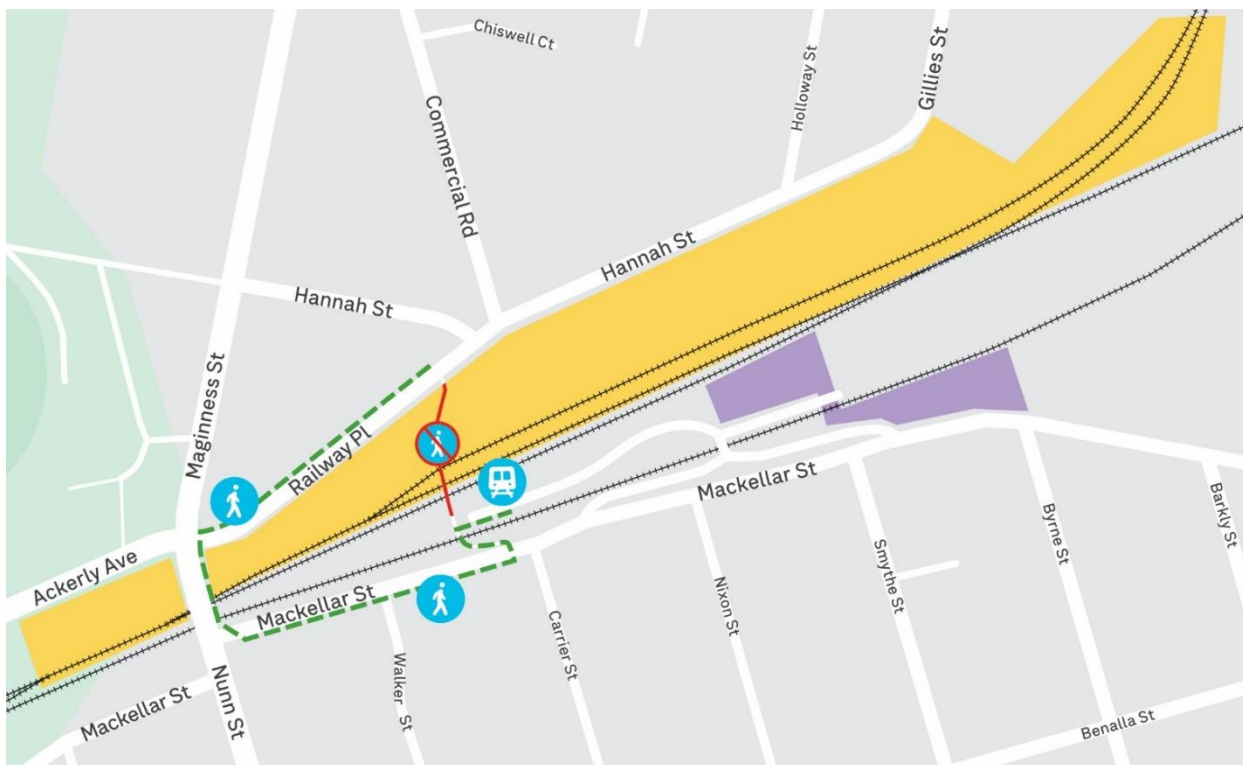 Chiswell Ct
Gillies St
Holloway St
Commercial Rd
Hannah St
Hannah St
Maginness St
Railway Pl
Mackellar St
Ackerly Ave
Mackellar St
Mackellar St
Nunn St
Walker St
Carrier St
Nixon St
Smythe St
Byrne St
Barkly St
Benalla St